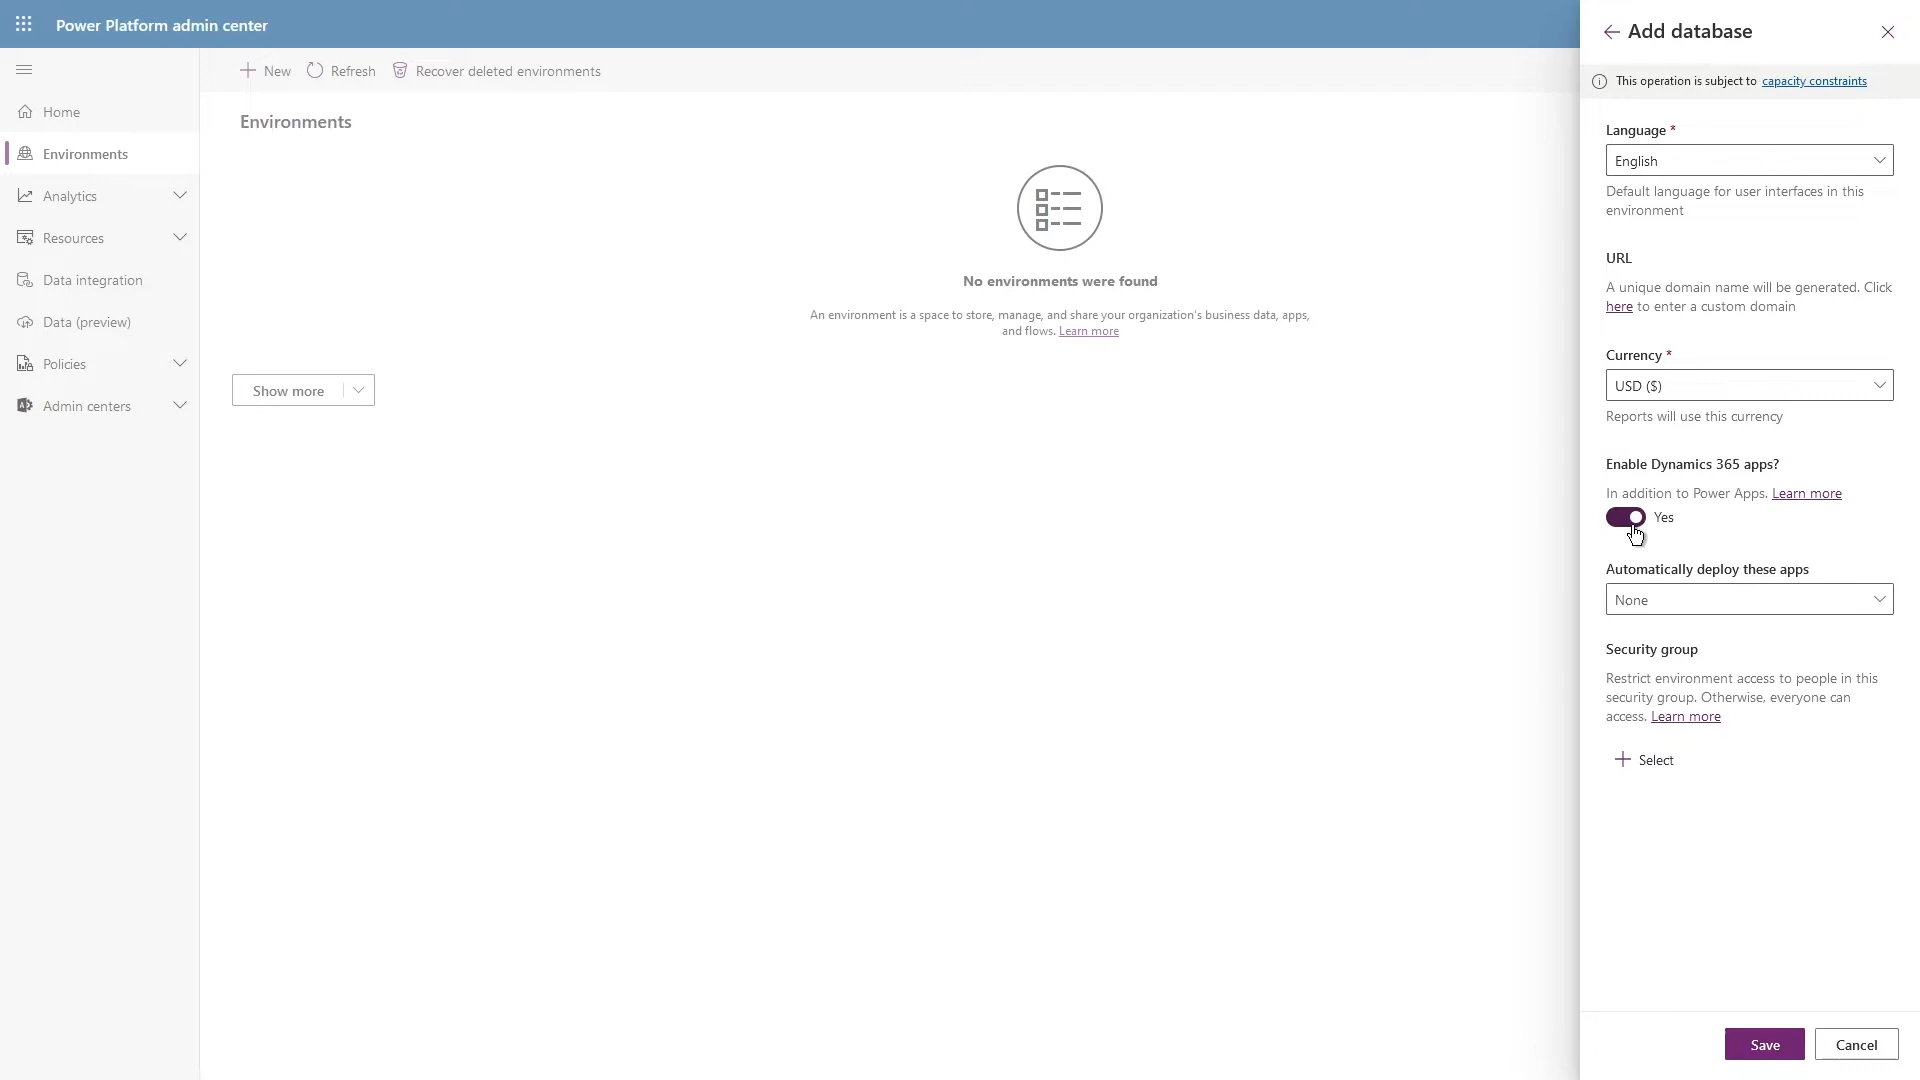 Power Platform admin center
New
Refresh
Recover deleted environments
Home
Environments
Analytics
Resources
Data integration
Data (preview)
Policies
Admin centers
Environments
No environments were found
An environment is a space to store, manage, and share your organization's business data, apps,
and flows. Learn more
Show more
Add database
This operation is subject to capacity constraints
Language *
English
Default language for user interfaces in this
environment
URL
A unique domain name will be generated. Click
here to enter a custom domain
Currency *
USD ($)
Reports will use this currency
Enable Dynamics 365 apps?
In addition to Power Apps. Learn more
Yes
Automatically deploy these apps
None
Security group
Restrict environment access to people in this
security group. Otherwise, everyone can
access. Learn more
Select
Save
Cancel